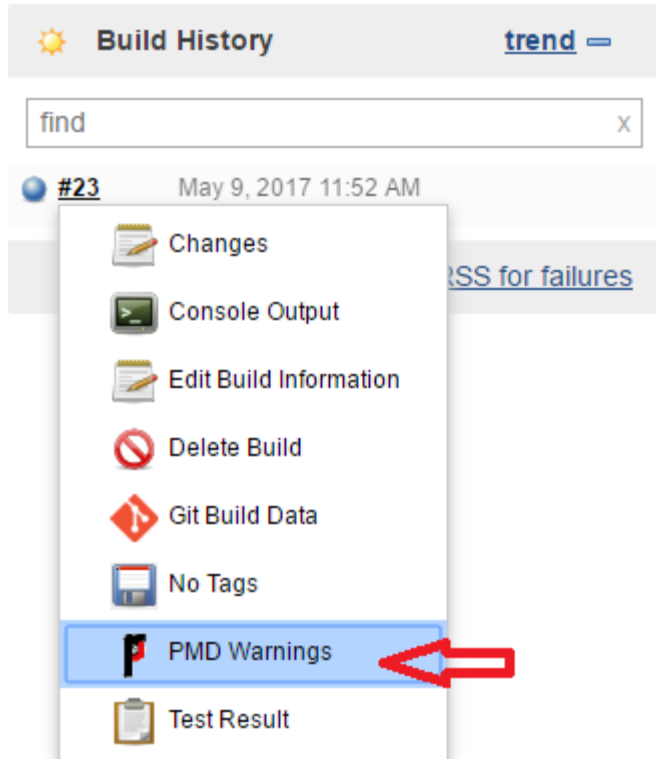 Build History trend
find x
#23 May 9, 2017 11:52 AM
Changes
RSS for failures
Console Output
Edit Build Information
Delete Build
Git Build Data
No Tags
PMD Warnings
Test Result